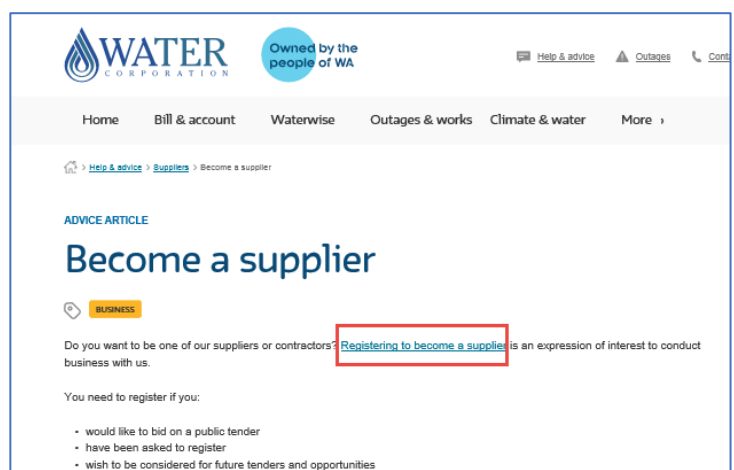 WATER
CORPORATION
Owned by the
people of WA
Help & advice
Outages
Home Bill & account Waterwise Outages & works Climate & water More ›
> Help & advice > Suppliers > Become a supplier
ADVICE ARTICLE
Become a supplier
BUSINESS
Do you want to be one of our suppliers or contractors? Registering to become a supplier is an expression of interest to conduct
business with us.
You need to register if you:
• would like to bid on a public tender
• have been asked to register
• wish to be considered for future tenders and opportunities